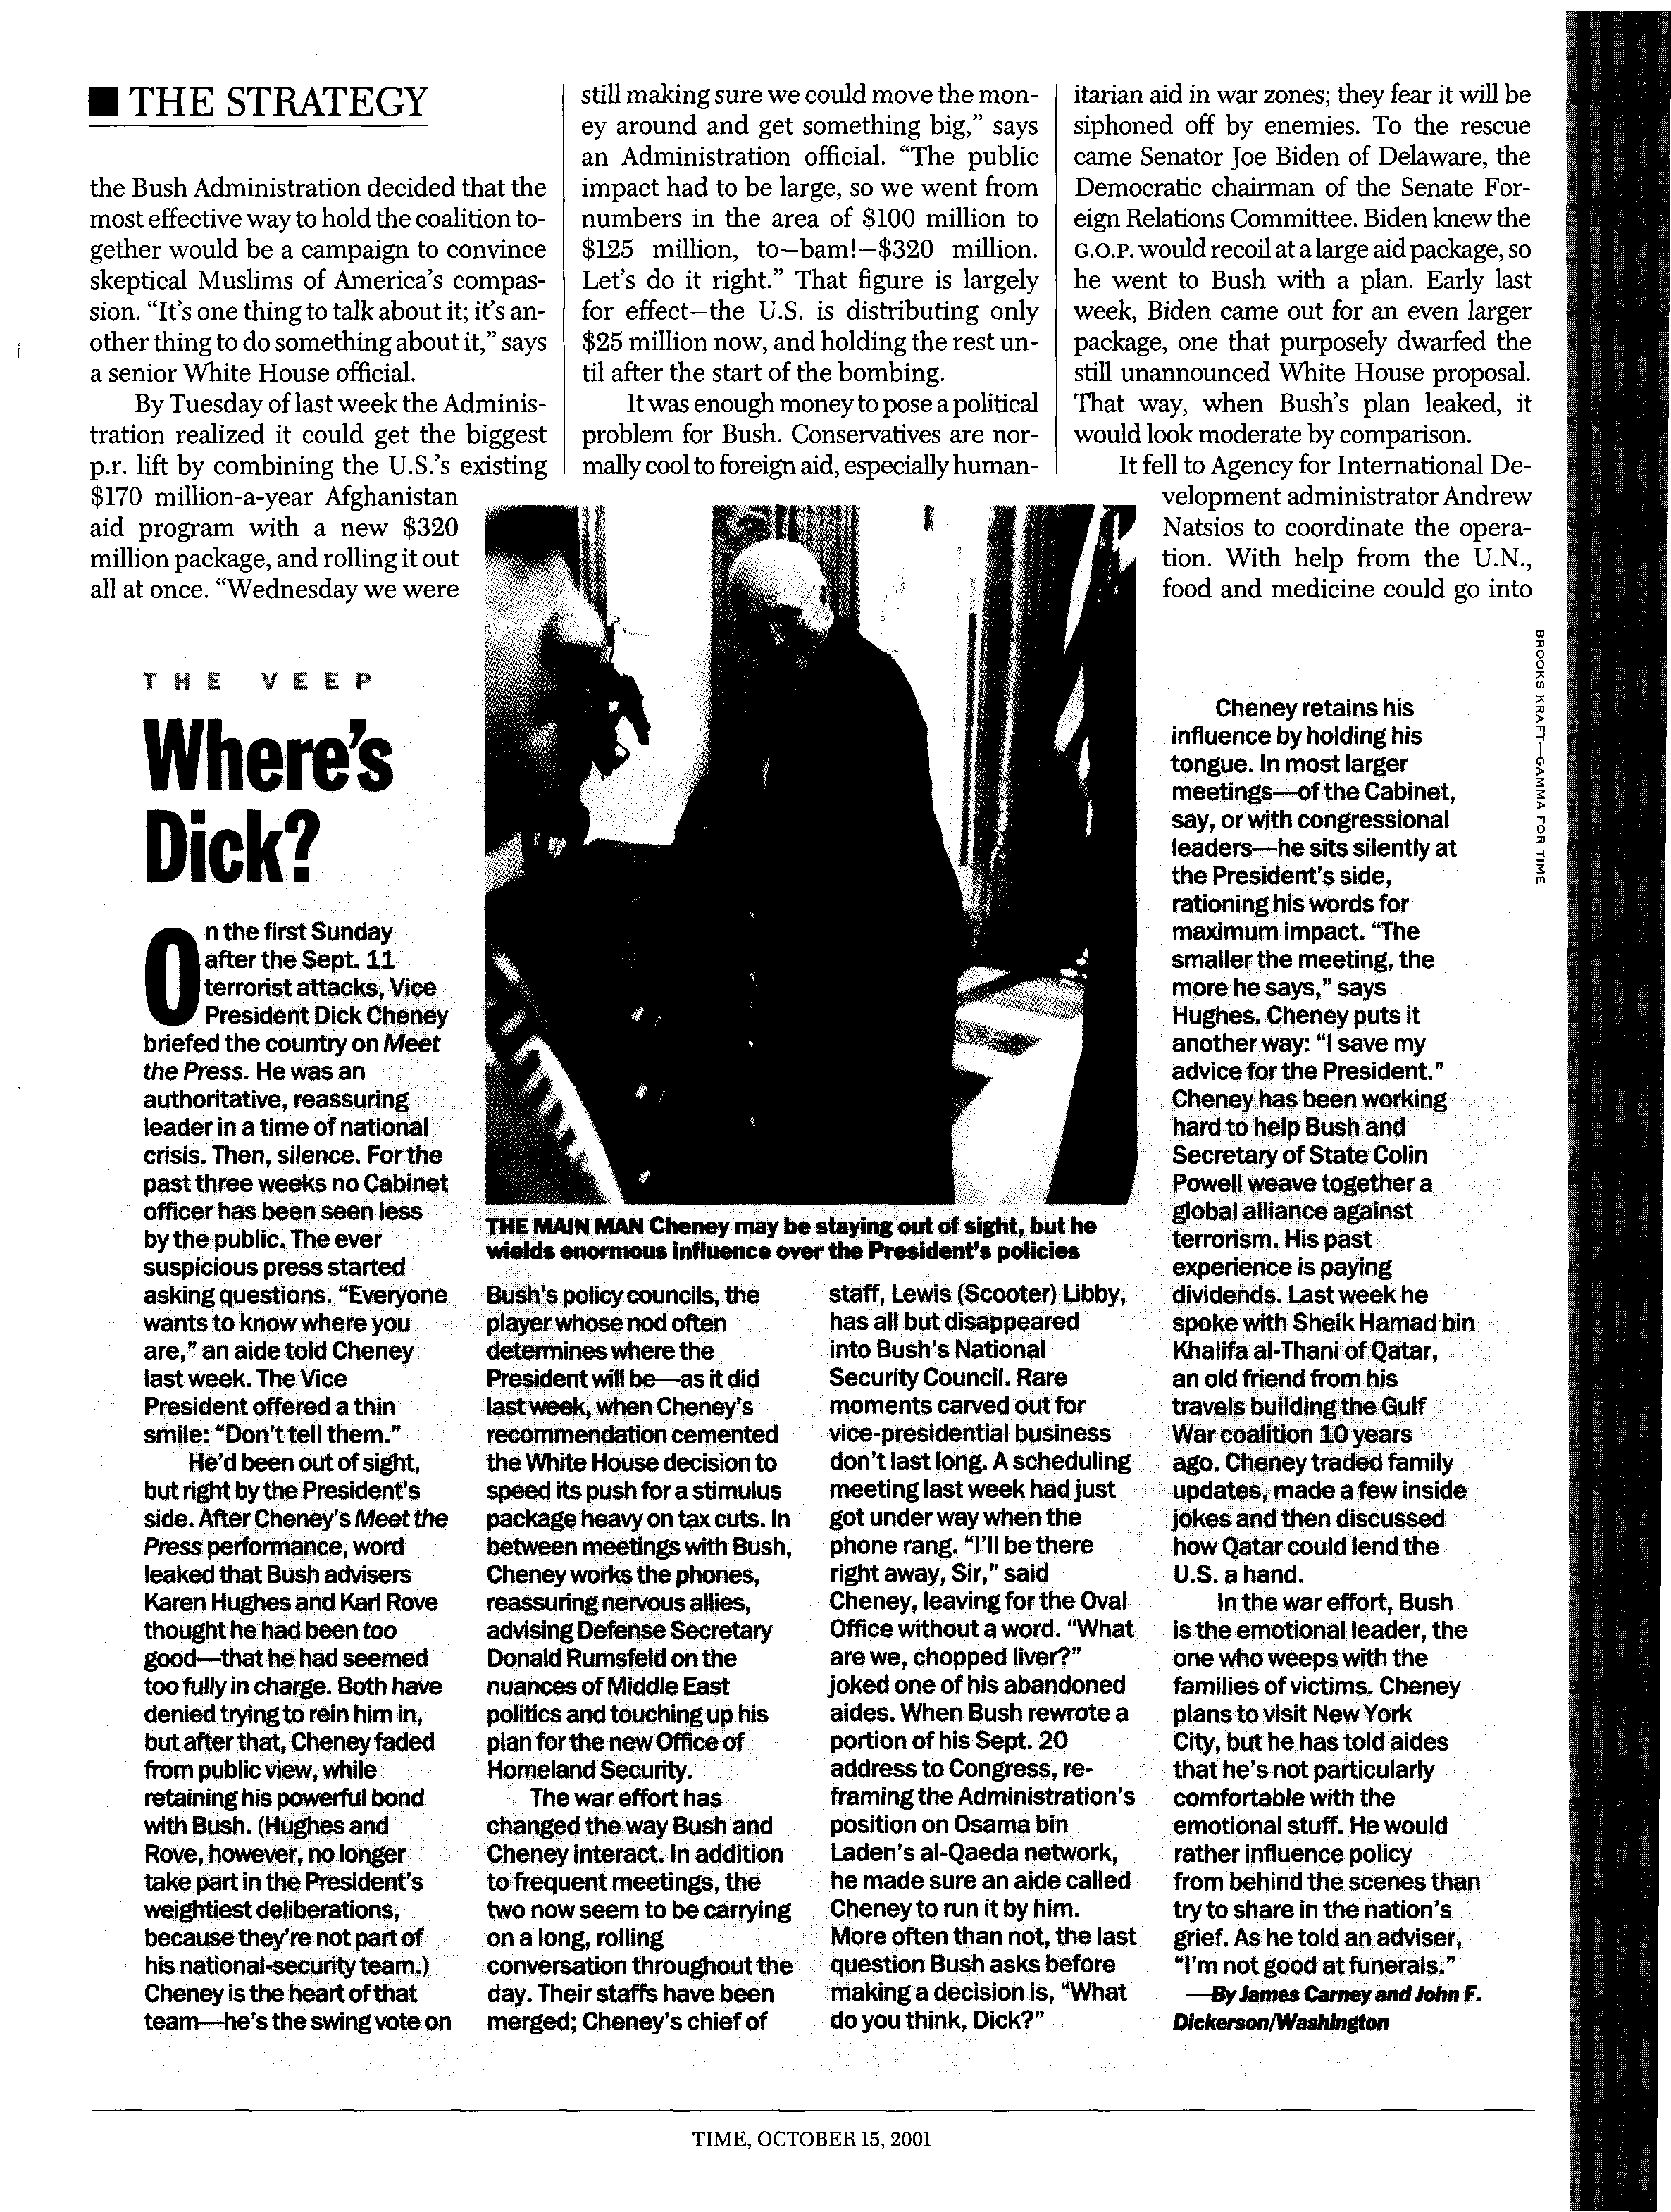 ■ THE STRATEGY
the Bush Administration decided that the
most effective way to hold the coalition to-
gether would be a campaign to convince
skeptical Muslims of America's compas-
sion. “It's one thing to talk about it; it's an-
other thing to do something about it,” says
a senior White House official.
By Tuesday of last week the Adminis-
tration realized it could get the biggest
p.r. lift by combining the U.S.'s existing
$170 million-a-year Afghanistan
aid program with a new $320
million package, and rolling it out
all at once. “Wednesday we were
still making sure we could move the mon-
ey around and get something big,” says
an Administration official. “The public
impact had to be large, so we went from
numbers in the area of $100 million to
$125 million, to—bam!—$320 million.
Let's do it right.” That figure is largely
for effect—the U.S. is distributing only
$25 million now, and holding the rest un-
til after the start of the bombing.
It was enough money to pose a political
problem for Bush. Conservatives are nor-
mally cool to foreign aid, especially human-
itarian aid in war zones; they fear it will be
siphoned off by enemies. To the rescue
came Senator Joe Biden of Delaware, the
Democratic chairman of the Senate For-
eign Relations Committee. Biden knew the
G.O.P. would recoil at a large aid package, so
he went to Bush with a plan. Early last
week, Biden came out for an even larger
package, one that purposely dwarfed the
still unannounced White House proposal.
That way, when Bush's plan leaked, it
would look moderate by comparison.
It fell to Agency for International De-
velopment administrator Andrew
Natsios to coordinate the opera-
tion. With help from the U.N.,
food and medicine could go into
BROOKS KRAFT—GAMMA FOR TIME
THE VEEP
Where's
Dick?
On the first Sunday
after the Sept. 11
terrorist attacks, Vice
President Dick Cheney
briefed the country on Meet
the Press. He was an
authoritative, reassuring
leader in a time of national
crisis. Then, silence. For the
past three weeks no Cabinet
officer has been seen less
by the public. The ever
suspicious press started
asking questions. “Everyone
wants to know where you
are,” an aide told Cheney
last week. The Vice
President offered a thin
smile: “Don't tell them.”
He'd been out of sight,
but right by the President's
side. After Cheney's Meet the
Press performance, word
leaked that Bush advisers
Karen Hughes and Karl Rove
thought he had been too
good—that he had seemed
too fully in charge. Both have
denied trying to rein him in,
but after that, Cheney faded
from public view, while
retaining his powerful bond
with Bush. (Hughes and
Rove, however, no longer
take part in the President's
weightiest deliberations,
because they're not part of
his national-security team.)
Cheney is the heart of that
team—he's the swing vote on
THE MAIN MAN Cheney may be staying out of sight, but he
wields enormous influence over the President's policies
Bush's policy councils, the
player whose nod often
determines where the
President will be—as it did
last week, when Cheney's
recommendation cemented
the White House decision to
speed its push for a stimulus
package heavy on tax cuts. In
between meetings with Bush,
Cheney works the phones,
reassuring nervous allies,
advising Defense Secretary
Donald Rumsfeld on the
nuances of Middle East
politics and touching up his
plan for the new Office of
Homeland Security.
The war effort has
changed the way Bush and
Cheney interact. In addition
to frequent meetings, the
two now seem to be carrying
on a long, rolling
conversation throughout the
day. Their staffs have been
merged; Cheney's chief of
staff, Lewis (Scooter) Libby,
has all but disappeared
into Bush's National
Security Council. Rare
moments carved out for
vice-presidential business
don't last long. A scheduling
meeting last week had just
got under way when the
phone rang. “I'll be there
right away, Sir,” said
Cheney, leaving for the Oval
Office without a word. “What
are we, chopped liver?”
joked one of his abandoned
aides. When Bush rewrote a
portion of his Sept. 20
address to Congress, re-
framing the Administration's
position on Osama bin
Laden's al-Qaeda network,
he made sure an aide called
Cheney to run it by him.
More often than not, the last
question Bush asks before
making a decision is, “What
do you think, Dick?”
Cheney retains his
influence by holding his
tongue. In most larger
meetings—of the Cabinet,
say, or with congressional
leaders—he sits silently at
the President's side,
rationing his words for
maximum impact. “The
smaller the meeting, the
more he says,” says
Hughes. Cheney puts it
another way: “I save my
advice for the President.”
Cheney has been working
hard to help Bush and
Secretary of State Colin
Powell weave together a
global alliance against
terrorism. His past
experience is paying
dividends. Last week he
spoke with Sheik Hamad bin
Khalifa al-Thani of Qatar,
an old friend from his
travels building the Gulf
War coalition 10 years
ago. Cheney traded family
updates, made a few inside
jokes and then discussed
how Qatar could lend the
U.S. a hand.
In the war effort, Bush
is the emotional leader, the
one who weeps with the
families of victims. Cheney
plans to visit New York
City, but he has told aides
that he's not particularly
comfortable with the
emotional stuff. He would
rather influence policy
from behind the scenes than
try to share in the nation's
grief. As he told an adviser,
“I'm not good at funerals.”
—By James Carney and John F.
Dickerson/Washington
TIME, OCTOBER 15, 2001